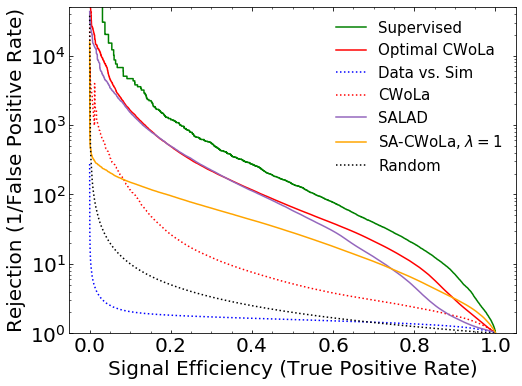 Rejection (1/False Positive Rate)
10⁴
10³
10²
10¹
10⁰
Supervised
Optimal CWoLa
Data vs. Sim
CWoLa
SALAD
SA-CWoLa, λ = 1
Random
0.0 0.2 0.4 0.6 0.8 1.0
Signal Efficiency (True Positive Rate)